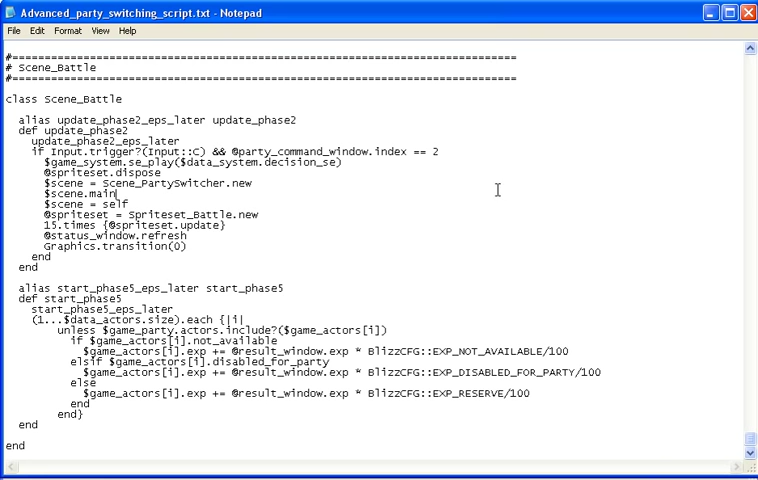 Advanced_party_switching_script.txt - Notepad
File Edit Format View Help
#==============================================================================
# Scene_Battle
#==============================================================================
class Scene_Battle
alias update_phase2_eps_later update_phase2
def update_phase2
update_phase2_eps_later
if Input.trigger?(Input::C) && @party_command_window.index == 2
$game_system.se_play($data_system.decision_se)
@spriteset.dispose
$scene = Scene_PartySwitcher.new
$scene.main
$scene = self
@spriteset = Spriteset_Battle.new
15.times {@spriteset.update}
@status_window.refresh
Graphics.transition(0)
end
end
alias start_phase5_eps_later start_phase5
def start_phase5
start_phase5_eps_later
(1...$data_actors.size).each {|i|
unless $game_party.actors.include?($game_actors[i])
if $game_actors[i].not_available
$game_actors[i].exp += @result_window.exp * BlizzCFG::EXP_NOT_AVAILABLE/100
elsif $game_actors[i].disabled_for_party
$game_actors[i].exp += @result_window.exp * BlizzCFG::EXP_DISABLED_FOR_PARTY/100
else
$game_actors[i].exp += @result_window.exp * BlizzCFG::EXP_RESERVE/100
end
end}
end
end